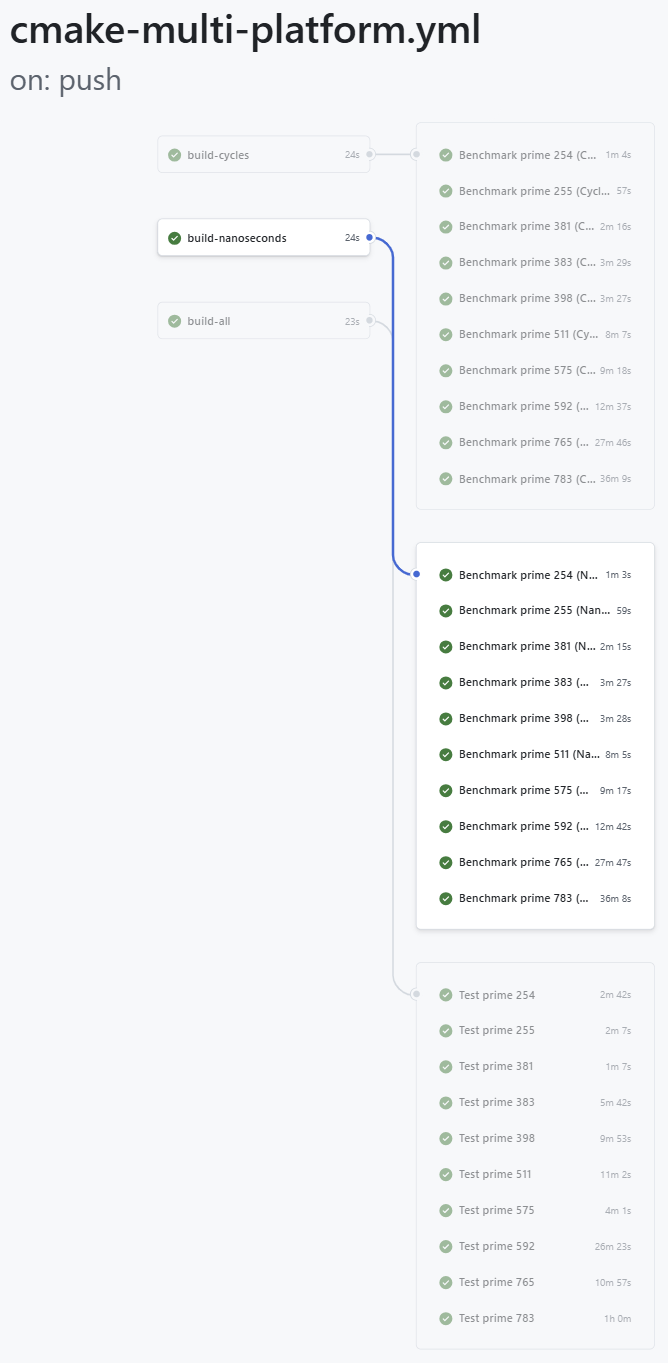 cmake-multi-platform.yml
on: push
build-cycles 24s
build-nanoseconds 24s
build-all 23s
Benchmark prime 254 (C... 1m 4s
Benchmark prime 255 (Cycl... 57s
Benchmark prime 381 (C... 2m 16s
Benchmark prime 383 (C... 3m 29s
Benchmark prime 398 (C... 3m 27s
Benchmark prime 511 (Cy... 8m 7s
Benchmark prime 575 (C... 9m 18s
Benchmark prime 592 (... 12m 37s
Benchmark prime 765 (... 27m 46s
Benchmark prime 783 (C... 36m 9s
Benchmark prime 254 (N... 1m 3s
Benchmark prime 255 (Nan... 59s
Benchmark prime 381 (N... 2m 15s
Benchmark prime 383 (... 3m 27s
Benchmark prime 398 (... 3m 28s
Benchmark prime 511 (Na... 8m 5s
Benchmark prime 575 (... 9m 17s
Benchmark prime 592 (... 12m 42s
Benchmark prime 765 (... 27m 47s
Benchmark prime 783 (... 36m 8s
Test prime 254 2m 42s
Test prime 255 2m 7s
Test prime 381 1m 7s
Test prime 383 5m 42s
Test prime 398 9m 53s
Test prime 511 11m 2s
Test prime 575 4m 1s
Test prime 592 26m 23s
Test prime 765 10m 57s
Test prime 783 1h 0m